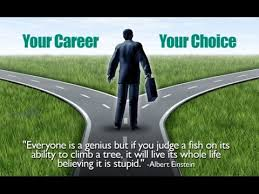 Your Career Your Choice
"Everyone is a genius but if you judge a fish on its
ability to climb a tree, it will live its whole life
believing it is stupid." -Albert Einstein